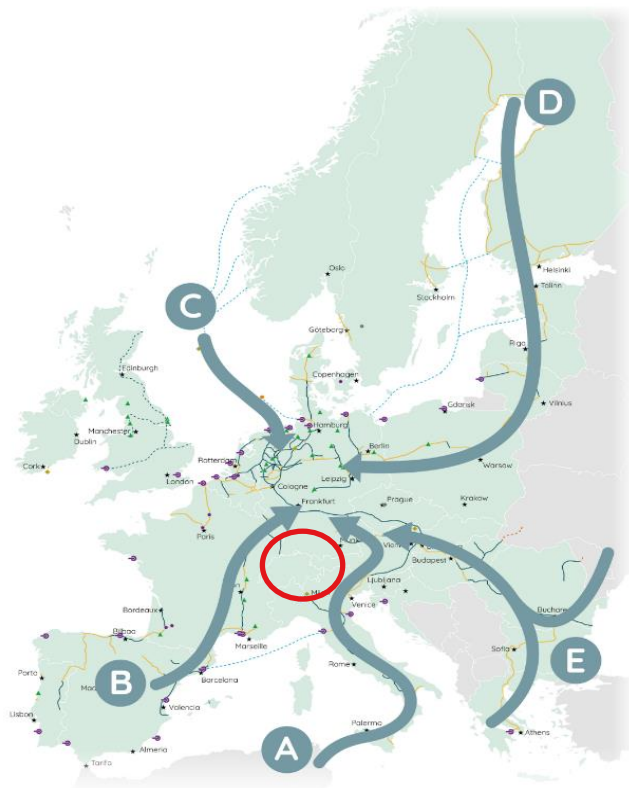 D
Oslo
Helsinki
Tallinn
Stockholm
C
Göteborg
Riga
Edinburgh
Copenhagen
Vilnius
Gdansk
Manchester
Dublin
Hamburg
Berlin
Rotterdam
Warsaw
Cork
London
Cologne
Leipzig
Frankfurt
Prague
Krakow
Paris
Budapest
Ljubljana
Bordeaux
Venice
Bilbao
Marseille
Sofia
E
Porto
B
Barcelona
Rome
Lisbon
Valencia
Palermo
Athens
Almeria
A
Tarifa